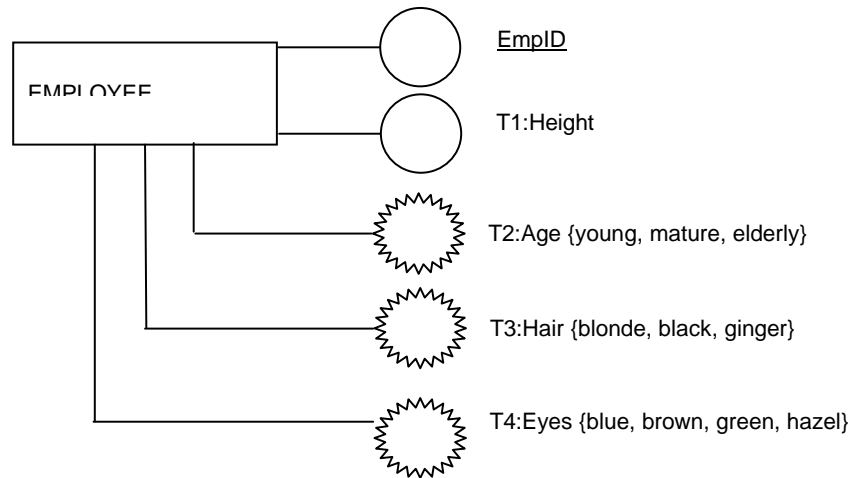 EmpID
EMPLOYEE
T1:Height
T2:Age {young, mature, elderly}
T3:Hair {blonde, black, ginger}
T4:Eyes {blue, brown, green, hazel}